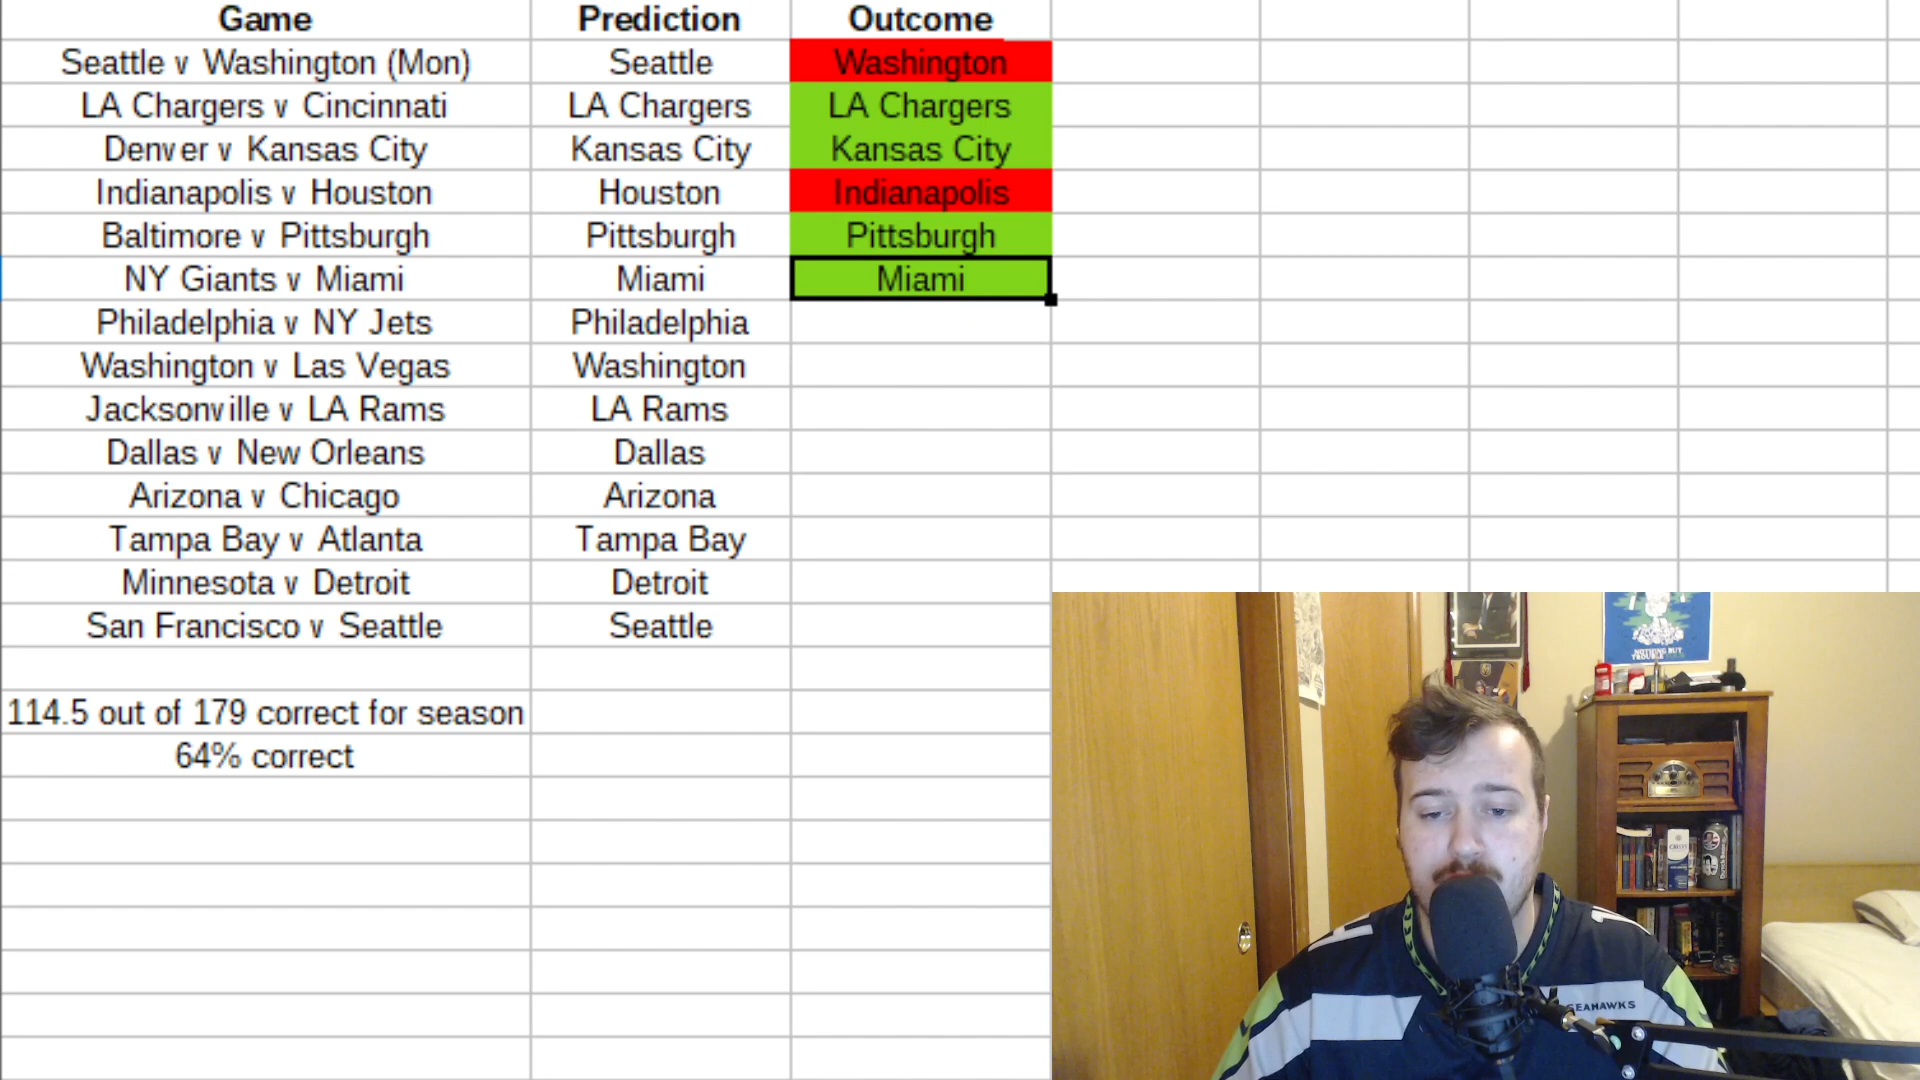 Game Prediction Outcome
Seattle v Washington (Mon) Seattle Washington
LA Chargers v Cincinnati LA Chargers LA Chargers
Denver v Kansas City Kansas City Kansas City
Indianapolis v Houston Houston Indianapolis
Baltimore v Pittsburgh Pittsburgh Pittsburgh
NY Giants v Miami Miami Miami
Philadelphia v NY Jets Philadelphia
Washington v Las Vegas Washington
Jacksonville v LA Rams LA Rams
Dallas v New Orleans Dallas
Arizona v Chicago Arizona
Tampa Bay v Atlanta Tampa Bay
Minnesota v Detroit Detroit
San Francisco v Seattle Seattle
114.5 out of 179 correct for season
64% correct
NOTHING BUT
TROUBLE
SEAHAWKS